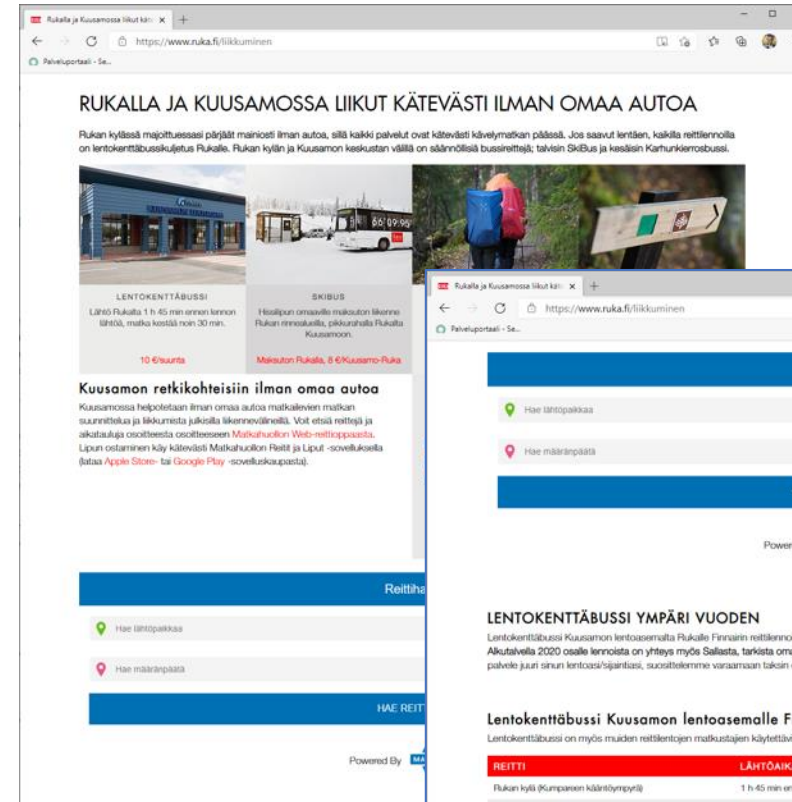 Rukalla ja Kuusamossa liikut käte
https://www.ruka.fi/liikkuminen
Palveluportaali - Se...
RUKALLA JA KUUSAMOSSA LIIKUT KÄTEVÄSTI ILMAN OMAA AUTOA
Rukan kylässä majoittuessasi pärjäät mainiosti ilman autoa, sillä kaikki palvelut ovat kätevästi kävelymatkan päässä. Jos saavut lentäen, kaikilla reittilennoilla
on lentokenttäbussikuljetus Rukalle. Rukan kylän ja Kuusamon keskustan välillä on säännöllisiä bussireittejä; talvisin SkiBus ja kesäisin Karhunkierrosbussi.
LENTOKENTTÄBUSSI
Lähtö Rukalta 1 h 45 min ennen lennon
lähtöä, matka kestää noin 30 min.
10 €/suunta
SKIBUS
Hissilipun omaaville maksuton liikenne
Rukan rinnealueilla, pikkurahalla Rukalta
Kuusamoon.
Maksuton Rukalla, 8 €/Kuusamo-Ruka
Kuusamon retkikohteisiin ilman omaa autoa
Kuusamossa helpotetaan ilman omaa autoa matkailevien matkan
suunnittelua ja liikkumista julkisilla liikennevälineillä. Voit etsiä reittejä ja
aikatauluja osoitteesta osoitteeseen Matkahuollon Web-reittioppaasta.
Lipun ostaminen käy kätevästi Matkahuollon Reitit ja Liput -sovelluksella
(lataa Apple Store- tai Google Play -sovelluskaupasta).
Reittiha
Hae lähtöpaikkaa
Hae määränpäätä
HAE REIT
Powered By MA
Rukalla ja Kuusamossa liikut käte
https://www.ruka.fi/liikkuminen
Palveluportaali - Se...
Hae lähtöpaikkaa
Hae määränpäätä
Power
LENTOKENTTÄBUSSI YMPÄRI VUODEN
Lentokenttäbussi Kuusamon lentoasemalta Rukalle Finnairin reittilenno
Alkutalvella 2020 osalle lennoista on yhteys myös Sallasta, tarkista oma
palvele juuri sinun lentoasi/sijaintiasi, suosittelemme varaamaan taksin
Lentokenttäbussi Kuusamon lentoasemalle F
Lentokenttäbussi on myös muiden reittilentojen matkustajien käytettävi
REITTI LÄHTÖAIK
Rukan kylä (Kumpareen kääntöympyrä) 1 h 45 min en